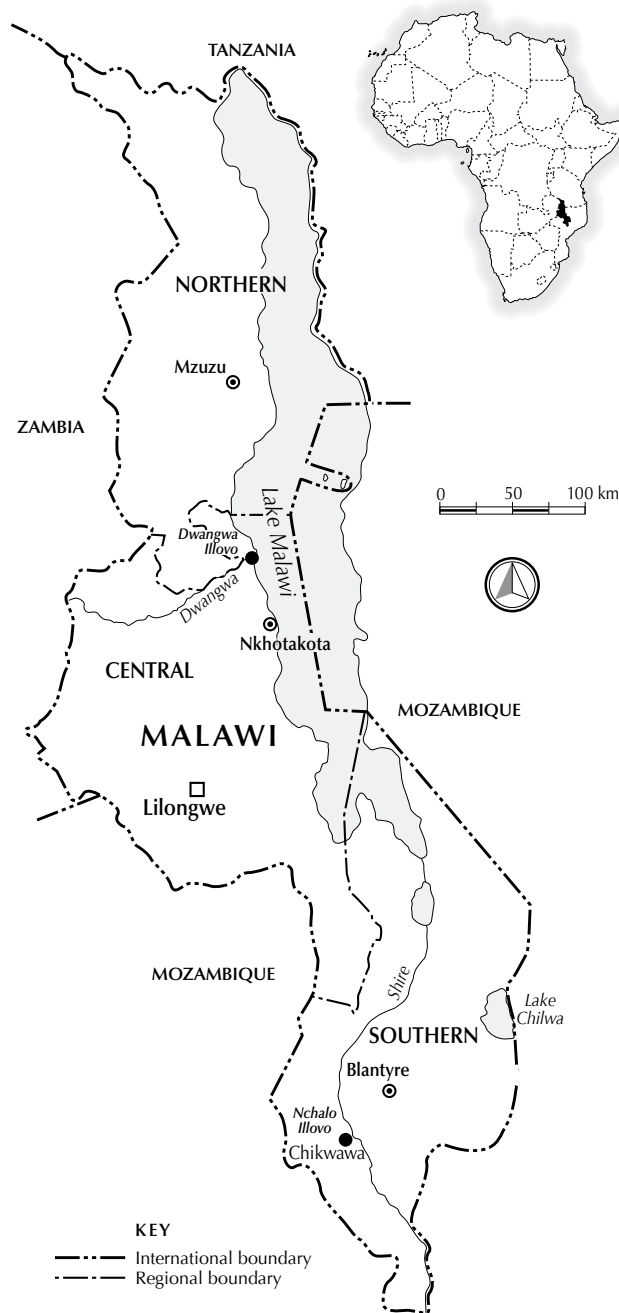 TANZANIA
NORTHERN
Mzuzu
ZAMBIA
0 50 100 km
Lake Malawi
Dwangwa
Illovo
Dwangwa
Nkhotakota
CENTRAL
MOZAMBIQUE
MALAWI
Lilongwe
MOZAMBIQUE
Shire
Lake
Chilwa
SOUTHERN
Blantyre
Nchalo
Illovo
Chikwawa
KEY
International boundary
Regional boundary